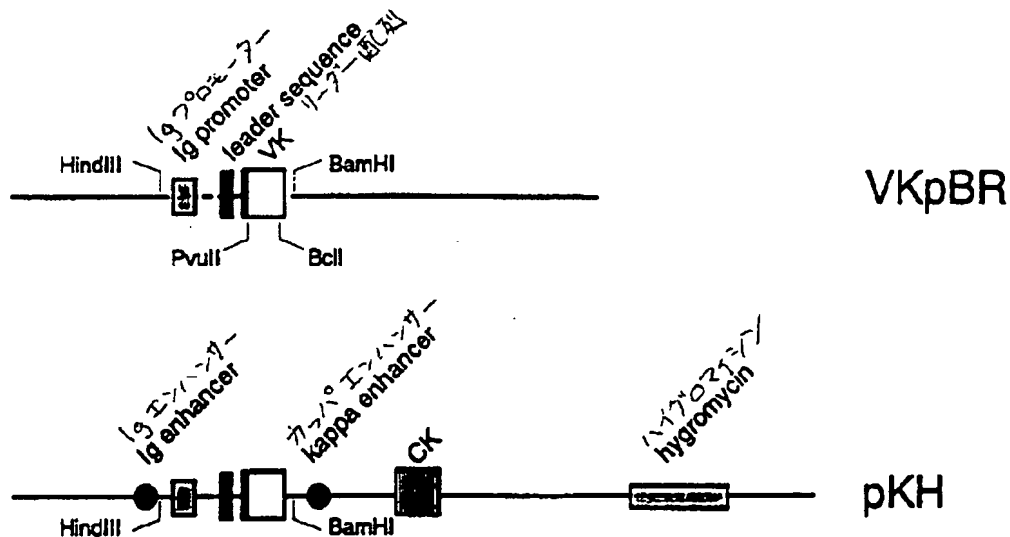 Igプロモーター
Ig promoter
leader sequence
リーダー配列
VK
HindIII
BamHI
PvuII
BclI
VKpBR
Igエンハンサー
Ig enhancer
カッパエンハンサー
kappa enhancer
CK
ハイグロマイシン
hygromycin
HindIII
BamHI
pKH